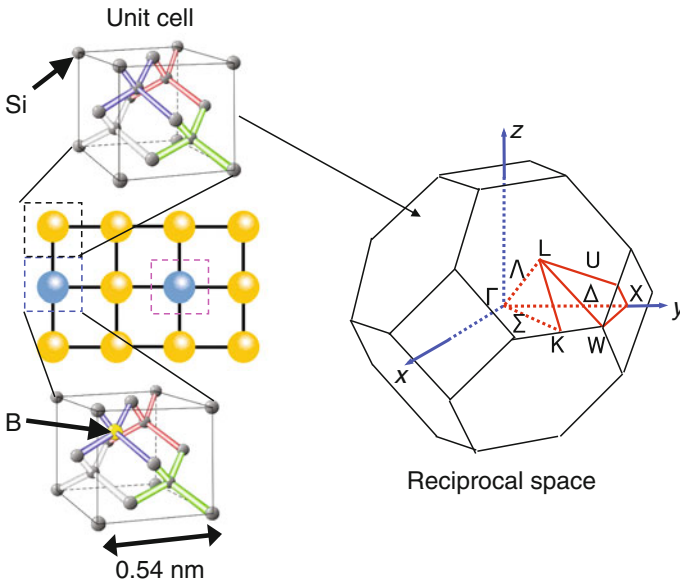 Unit cell
Si
B
0.54 nm
z
L
U
Λ
Γ
Δ
X
y
Σ
K
W
x
Reciprocal space